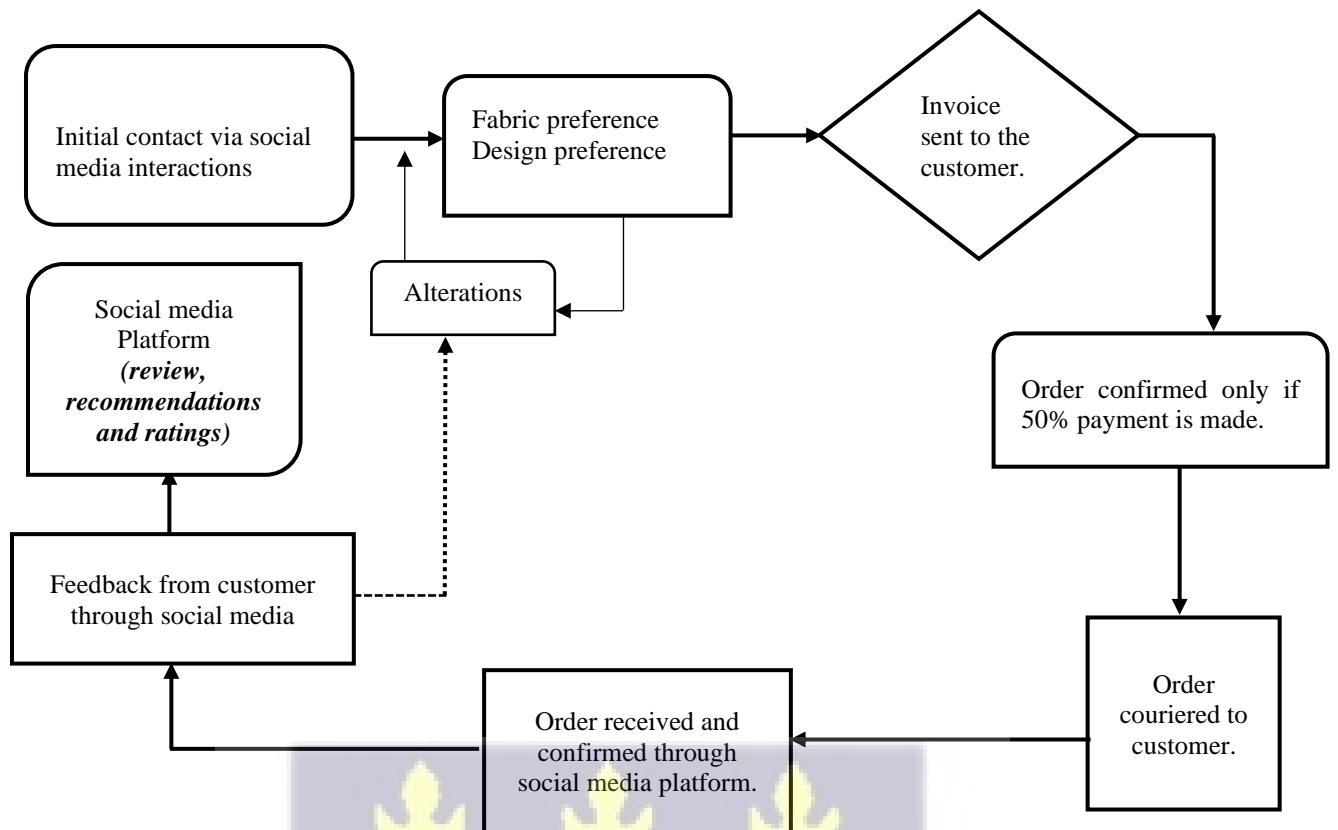 Initial contact via social
media interactions
Fabric preference
Design preference
Invoice
sent to the
customer.
Alterations
Social media
Platform
(review,
recommendations
and ratings)
Order confirmed only if
50% payment is made.
Feedback from customer
through social media
Order
couriered to
customer.
Order received and
confirmed through
social media platform.